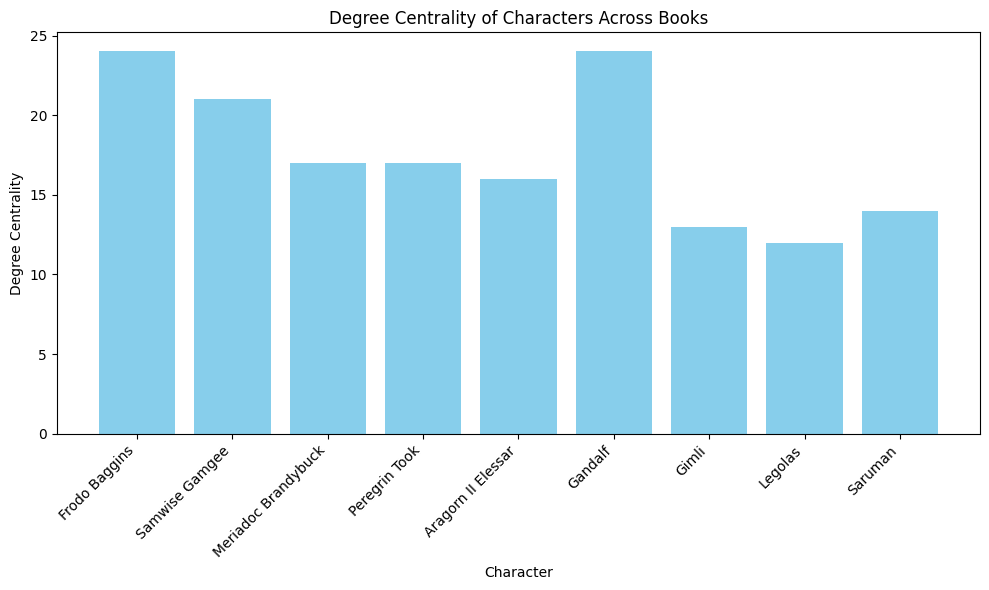 Degree Centrality of Characters Across Books
Degree Centrality
25
20
15
10
5
0
Frodo Baggins
Samwise Gamgee
Meriadoc Brandybuck
Peregrin Took
Aragorn II Elessar
Gandalf
Gimli
Legolas
Saruman
Character